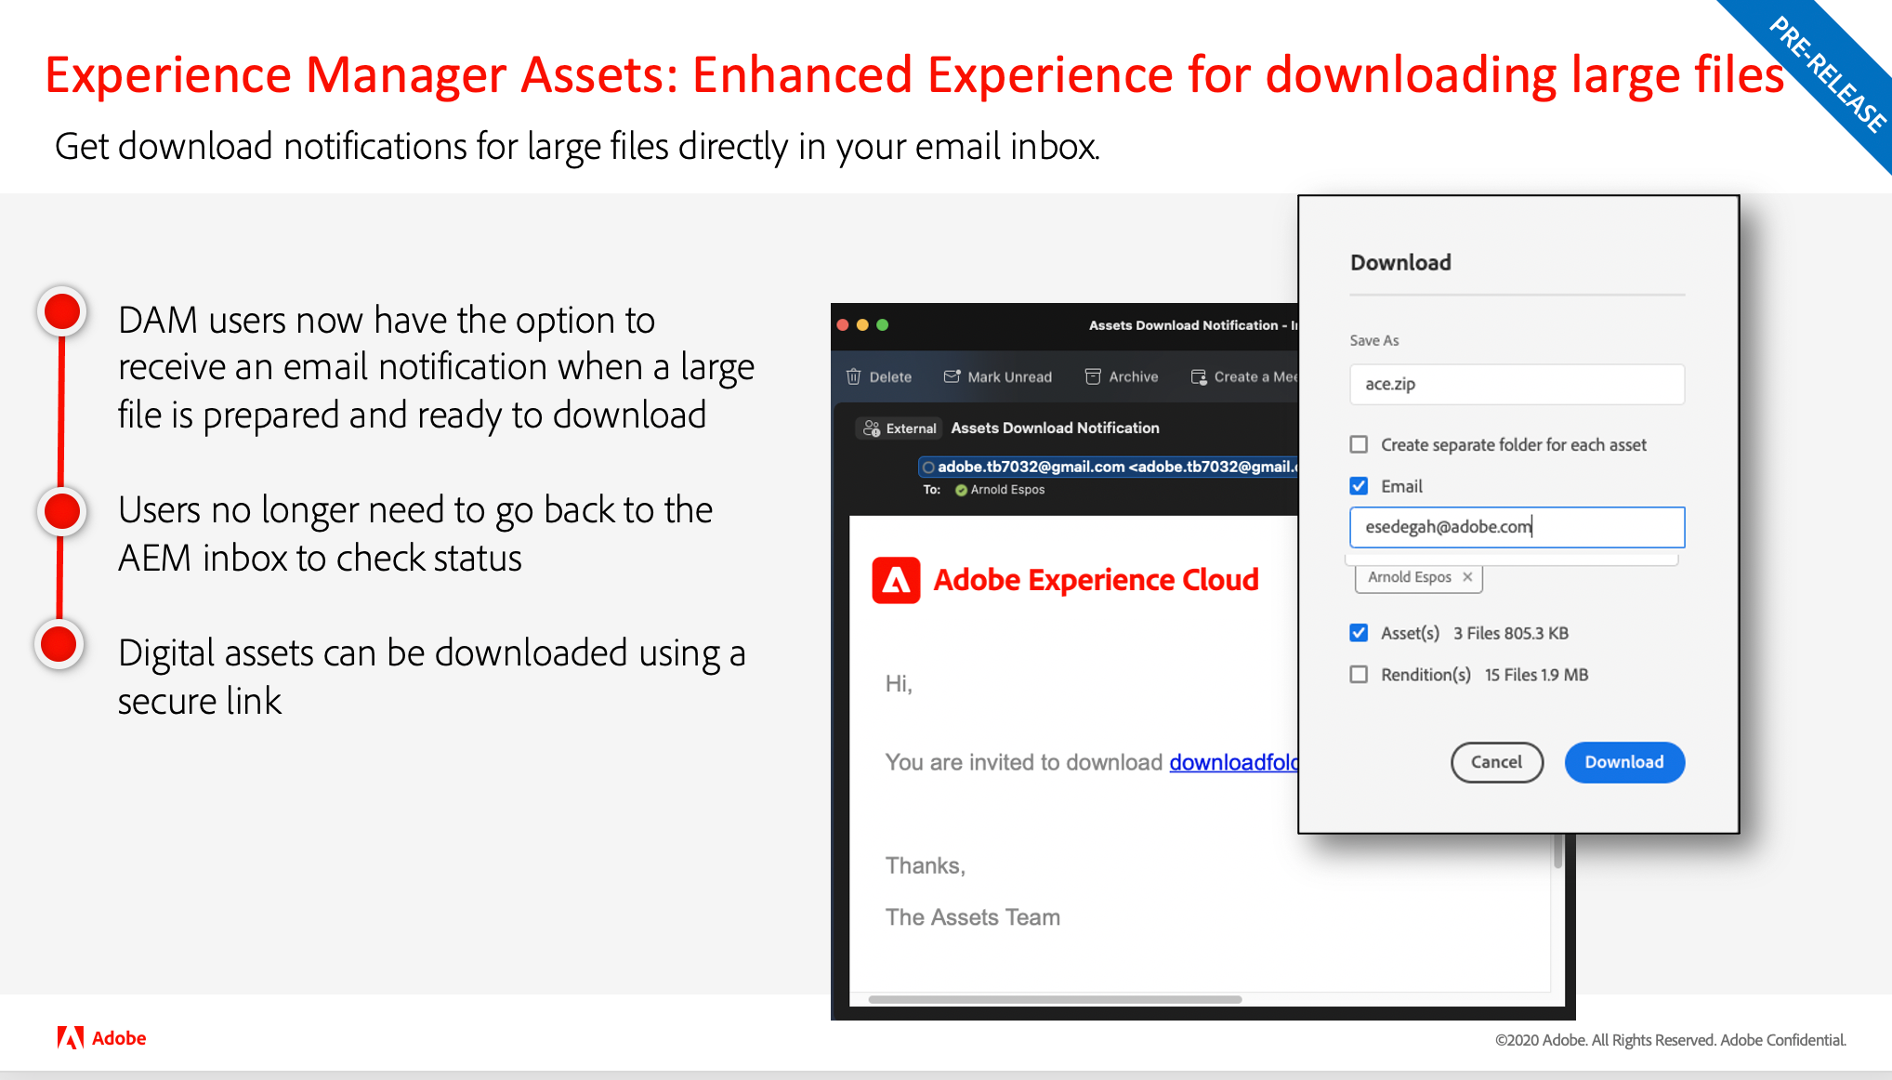 Experience Manager Assets: Enhanced Experience for downloading large files
PRE-RELEASE
Get download notifications for large files directly in your email inbox.
DAM users now have the option to
receive an email notification when a large
file is prepared and ready to download
Users no longer need to go back to the
AEM inbox to check status
Digital assets can be downloaded using a
secure link
Assets Download Notification - I
Delete
Mark Unread
Archive
Create a Mee
External
Assets Download Notification
adobe.tb7032@gmail.com <adobe.tb7032@gmail.
To: Arnold Espos
Adobe Experience Cloud
Hi,
You are invited to download downloadfol
Thanks,
The Assets Team
Download
Save As
ace.zip
Create separate folder for each asset
Email
esedegah@adobe.com
Arnold Espos ×
Asset(s) 3 Files 805.3 KB
Rendition(s) 15 Files 1.9 MB
Cancel
Download
Adobe
©2020 Adobe. All Rights Reserved. Adobe Confidential.